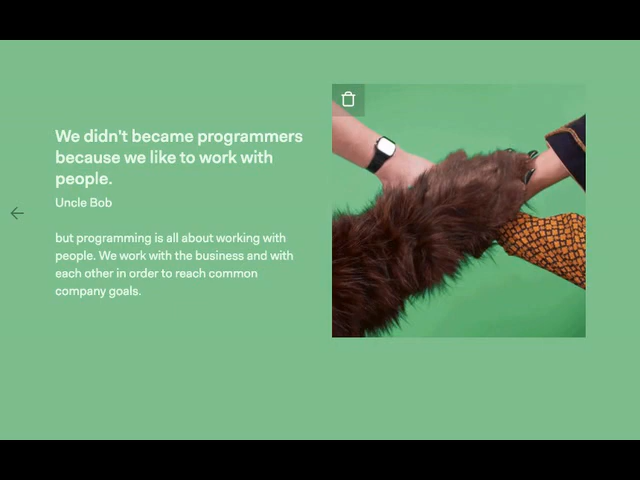 We didn't became programmers
because we like to work with
people.
Uncle Bob
but programming is all about working with
people. We work with the business and with
each other in order to reach common
company goals.